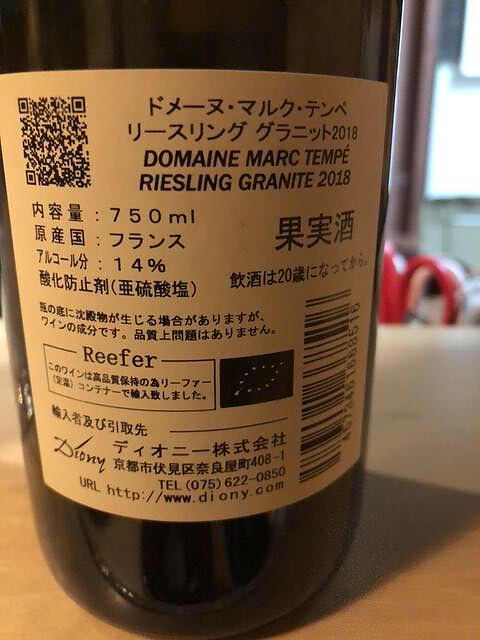 ドメーヌ・マルク・テンペ
リースリング グラニット2018
DOMAINE MARC TEMPÉ
RIESLING GRANITE 2018
内容量 : 750ml
原産国 : フランス
アルコール分 : 14%
酸化防止剤(亜硫酸塩)
果実酒
飲酒は20歳になってから。
瓶の底に沈殿物が生じる場合がありますが、
ワインの成分です。品質上問題はありません。
Reefer
このワインは高品質保持の為リーファー
(定温)コンテナーで輸入致しました。
輸入者及び引取先
Diony ディオニー株式会社
京都市伏見区奈良屋町408-1
TEL(075)622-0850
URL http://www.diony.com